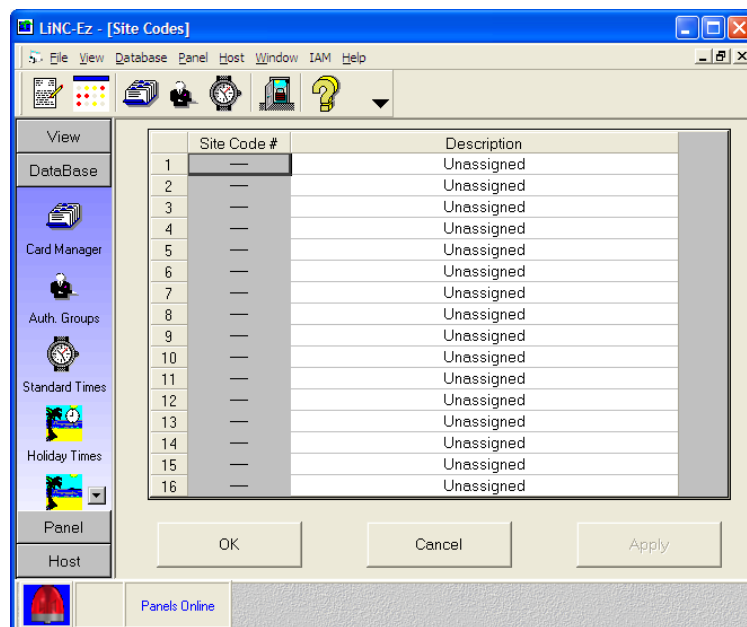 LiNC-Ez - [Site Codes]
File View Database Panel Host Window IAM Help
View
DataBase
Card Manager
Auth. Groups
Standard Times
Holiday Times
Panel
Host
Site Code # Description
1 — Unassigned
2 — Unassigned
3 — Unassigned
4 — Unassigned
5 — Unassigned
6 — Unassigned
7 — Unassigned
8 — Unassigned
9 — Unassigned
10 — Unassigned
11 — Unassigned
12 — Unassigned
13 — Unassigned
14 — Unassigned
15 — Unassigned
16 — Unassigned
OK Cancel Apply
Panels Online